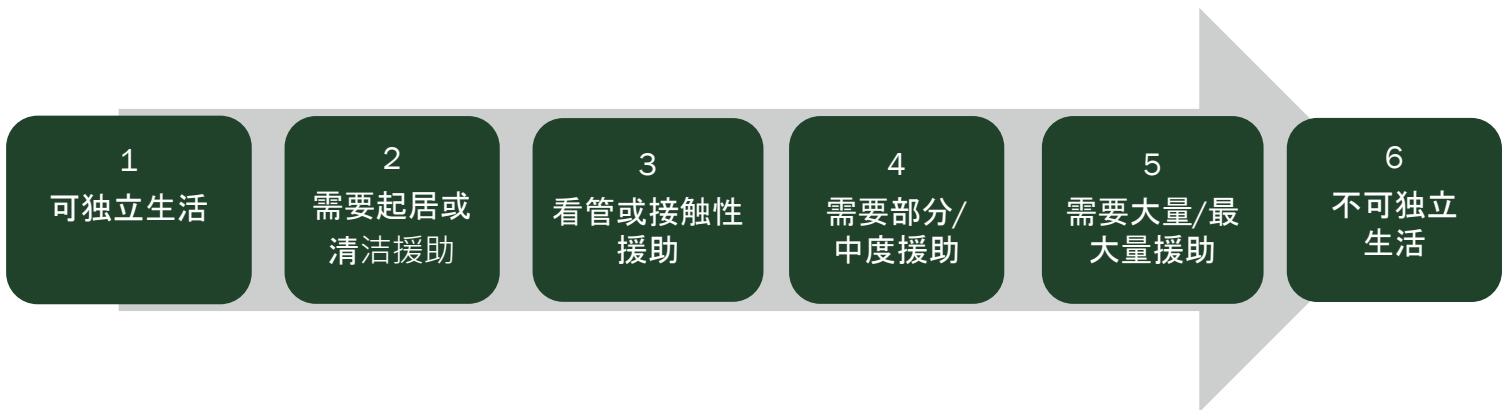 1
可独立生活
2
需要起居或
清洁援助
3
看管或接触性
援助
4
需要部分/
中度援助
5
需要大量/最
大量援助
6
不可独立
生活